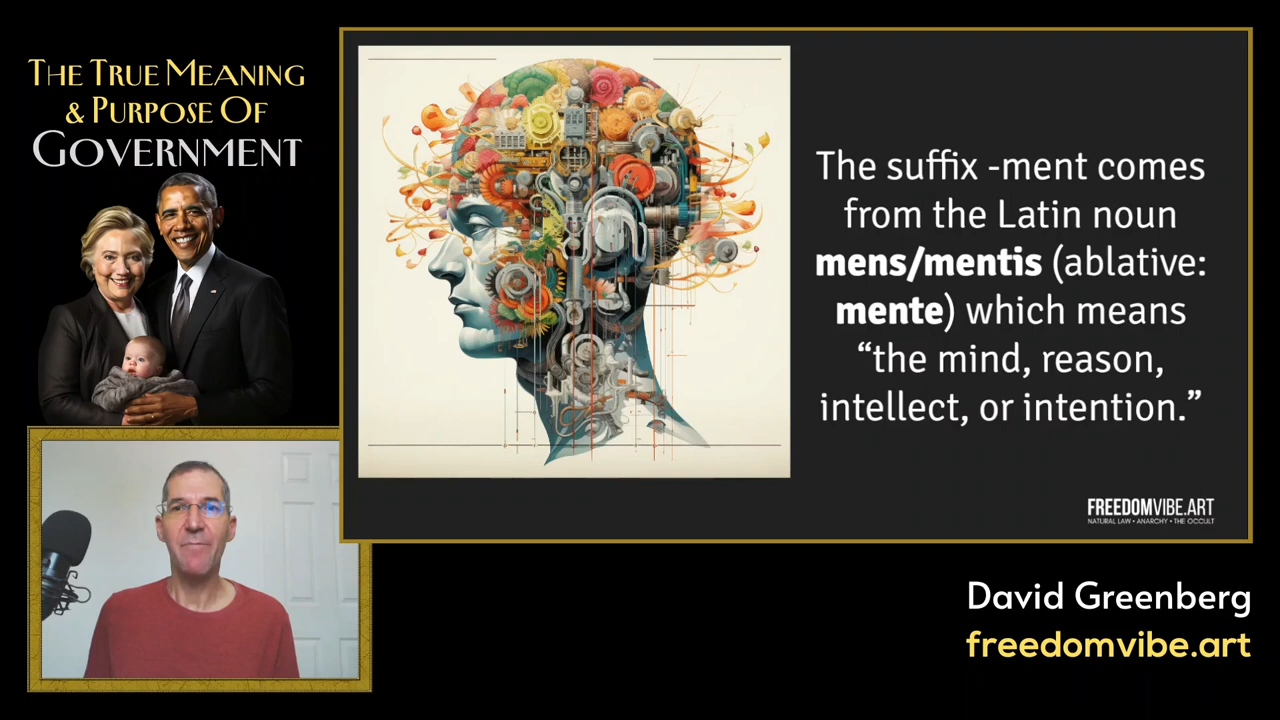 THE TRUE MEANING
& PURPOSE OF
GOVERNMENT
The suffix -ment comes
from the Latin noun
mens/mentis (ablative:
mente) which means
“the mind, reason,
intellect, or intention.”
FREEDOMVIBE.ART
NATURAL LAW • ANARCHY • THE OCCULT
David Greenberg
freedomvibe.art